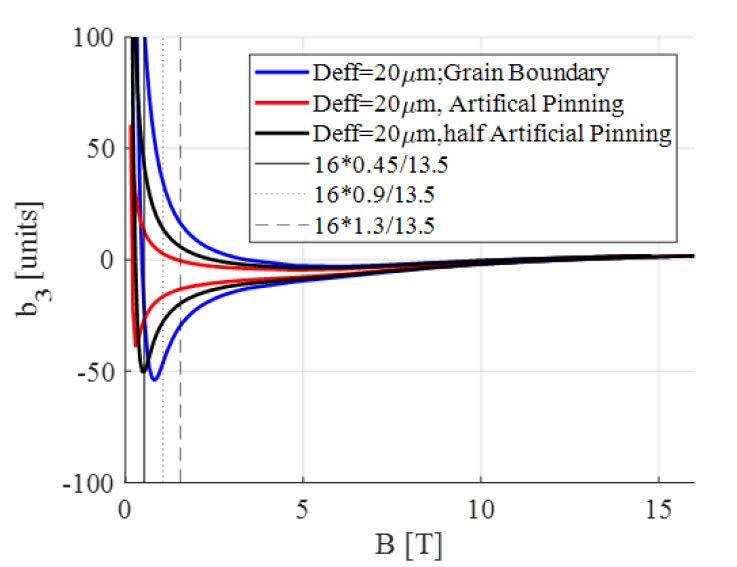 100
50
0
-50
-100
b3 [units]
Deff=20μm;Grain Boundary
Deff=20μm, Artifical Pinning
Deff=20μm,half Artificial Pinning
16*0.45/13.5
16*0.9/13.5
16*1.3/13.5
0 5 10 15
B [T]